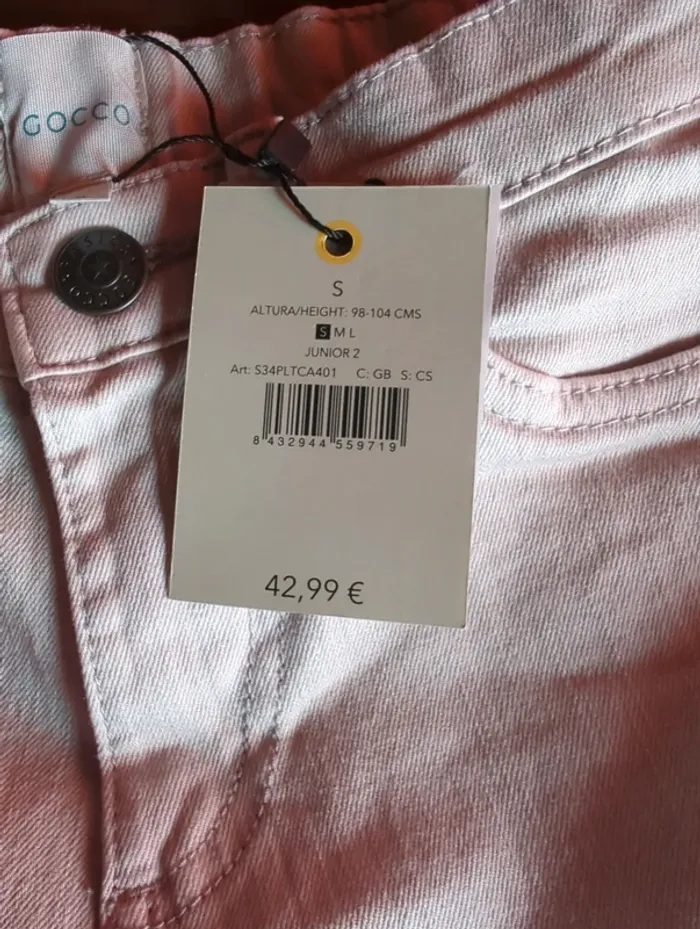 GOCCO
S
ALTURA/HEIGHT: 98-104 CMS
S M L
JUNIOR 2
Art: S34PLTCA401 C: GB S: CS
8 432944 559719
42,99 €